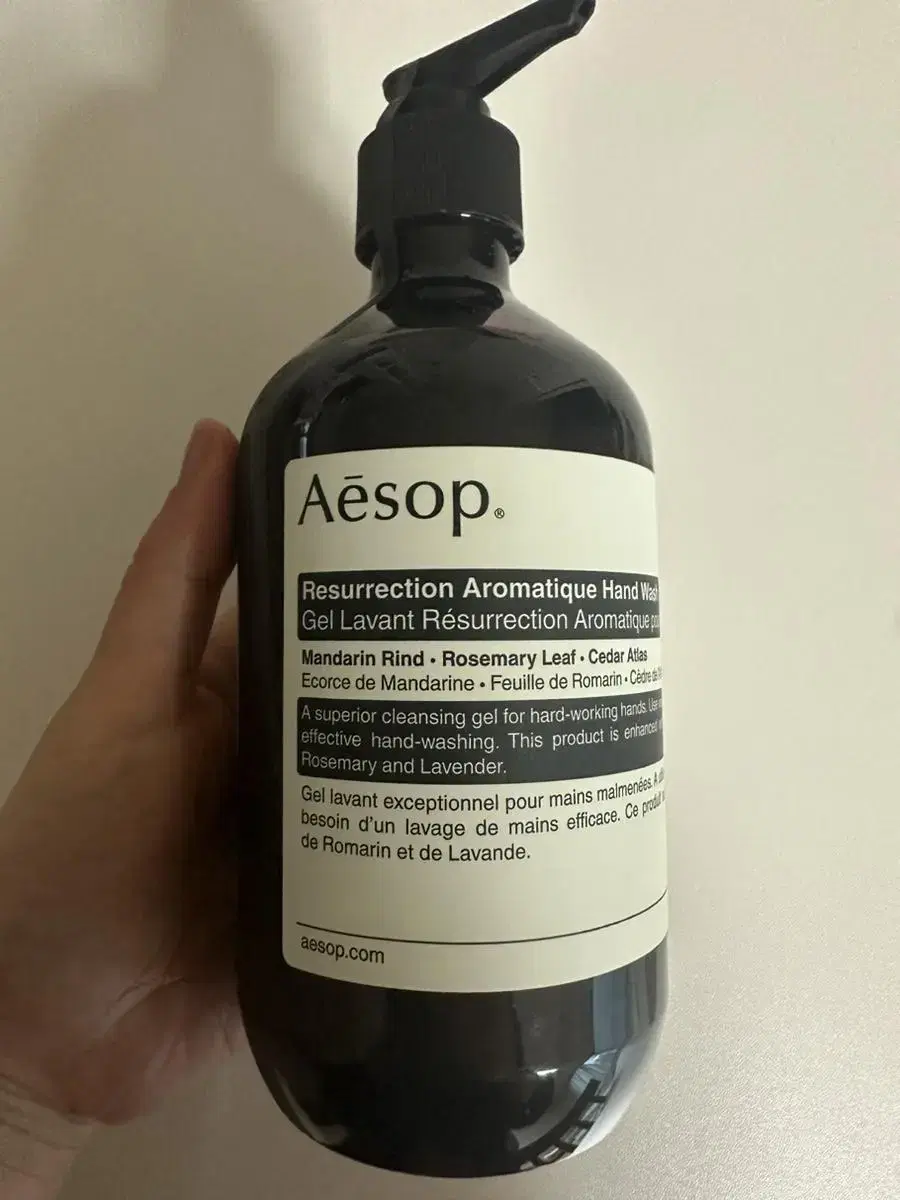 Aēsop®
Resurrection Aromatique Hand Wash
Gel Lavant Résurrection Aromatique
Mandarin Rind • Rosemary Leaf • Cedar Atlas
Ecorce de Mandarine • Feuille de Romarin • Cèdre de
A superior cleansing gel for hard-working hands. Use
effective hand-washing. This product is enhanced
Rosemary and Lavender.
Gel lavant exceptionnel pour mains malmenées. A
besoin d'un lavage de mains efficace. Ce produit
de Romarin et de Lavande.
aesop.com